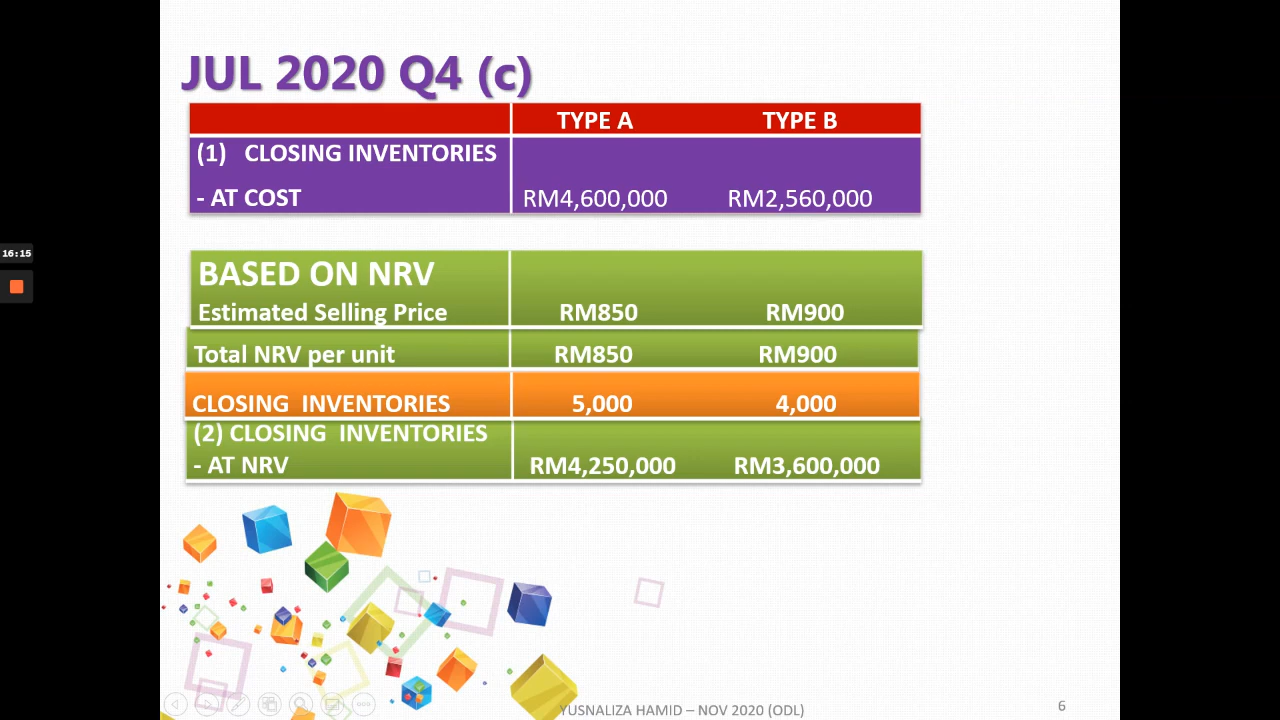 JUL 2020 Q4 (c)
TYPE A TYPE B
(1) CLOSING INVENTORIES
- AT COST RM4,600,000 RM2,560,000
16:15
BASED ON NRV
Estimated Selling Price RM850 RM900
Total NRV per unit RM850 RM900
CLOSING INVENTORIES 5,000 4,000
(2) CLOSING INVENTORIES
- AT NRV RM4,250,000 RM3,600,000
YUSNALIZA HAMID – NOV 2020 (ODL) 6